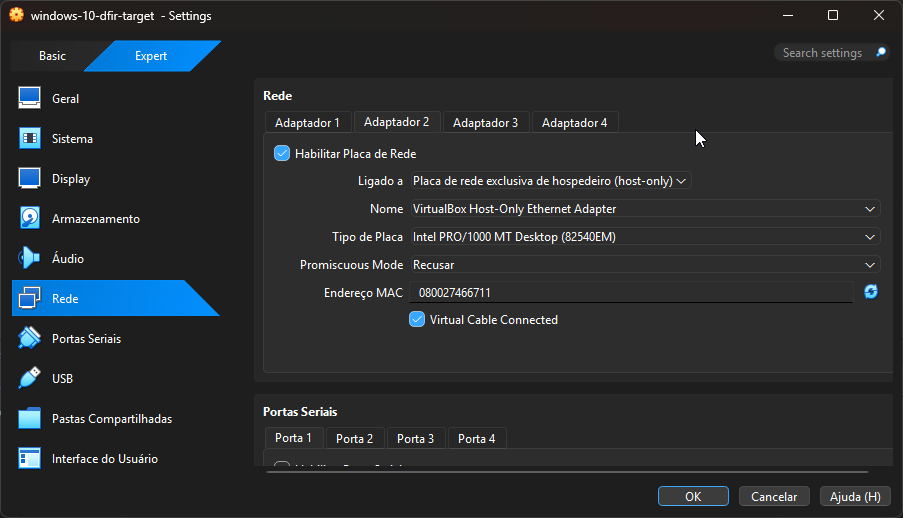 windows-10-dfir-target - Settings
Basic Expert Search settings
Geral
Sistema
Display
Armazenamento
Áudio
Rede
Portas Seriais
USB
Pastas Compartilhadas
Interface do Usuário
Rede
Adaptador 1 Adaptador 2 Adaptador 3 Adaptador 4
Habilitar Placa de Rede
Ligado a Placa de rede exclusiva de hospedeiro (host-only)
Nome VirtualBox Host-Only Ethernet Adapter
Tipo de Placa Intel PRO/1000 MT Desktop (82540EM)
Promiscuous Mode Recusar
Endereço MAC 080027466711
Virtual Cable Connected
Portas Seriais
Porta 1 Porta 2 Porta 3 Porta 4
OK Cancelar Ajuda (H)